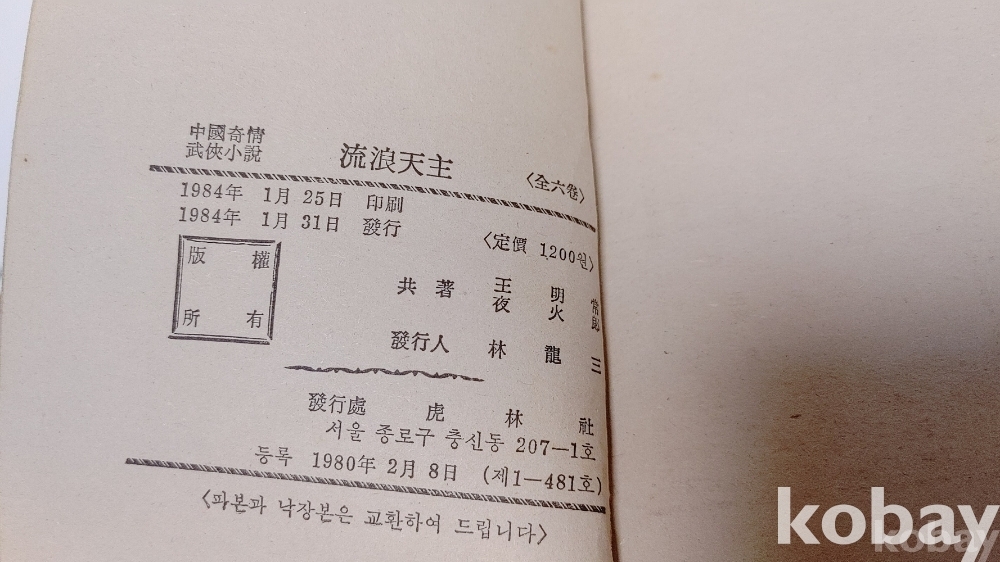 中國奇情
武俠小說
流浪天主
〈全六卷〉
1984年 1月 25日 印刷
1984年 1月 31日 發行
〈定價 1,200원〉
版權
所有
共著 王明常
夜火郎
發行人 林龍三
發行處 虎林社
서울 종로구 충신동 207—1호
등록 1980年 2月 8日 (제1—481호)
〈파본과 낙장본은 교환하여 드립니다〉
kobay
kobay